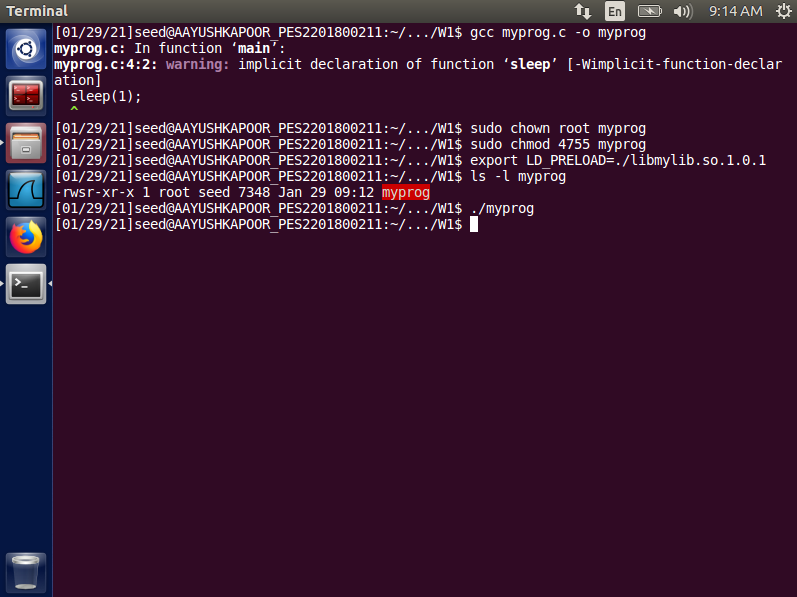 Terminal
En
9:14 AM
[01/29/21]seed@AAYUSHKAPOOR_PES2201800211:~/.../W1$ gcc myprog.c -o myprog
myprog.c: In function ‘main’:
myprog.c:4:2: warning: implicit declaration of function ‘sleep’ [-Wimplicit-function-declar
ation]
  sleep(1);
  ^
[01/29/21]seed@AAYUSHKAPOOR_PES2201800211:~/.../W1$ sudo chown root myprog
[01/29/21]seed@AAYUSHKAPOOR_PES2201800211:~/.../W1$ sudo chmod 4755 myprog
[01/29/21]seed@AAYUSHKAPOOR_PES2201800211:~/.../W1$ export LD_PRELOAD=./libmylib.so.1.0.1
[01/29/21]seed@AAYUSHKAPOOR_PES2201800211:~/.../W1$ ls -l myprog
-rwsr-xr-x 1 root seed 7348 Jan 29 09:12 myprog
[01/29/21]seed@AAYUSHKAPOOR_PES2201800211:~/.../W1$ ./myprog
[01/29/21]seed@AAYUSHKAPOOR_PES2201800211:~/.../W1$